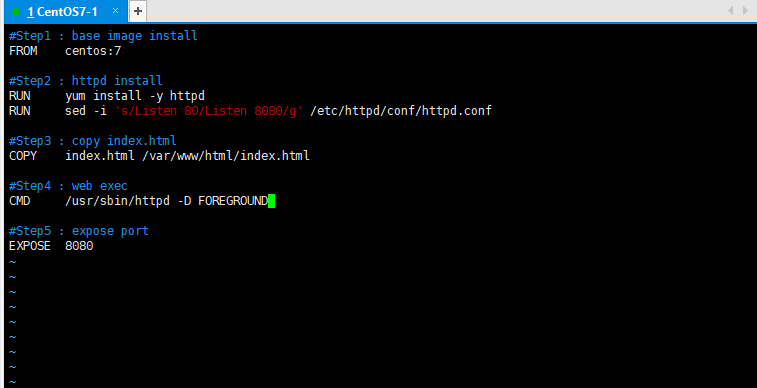 1 CentOS7-1 × +
#Step1 : base image install
FROM centos:7
#Step2 : httpd install
RUN yum install -y httpd
RUN sed -i 's/Listen 80/Listen 8080/g' /etc/httpd/conf/httpd.conf
#Step3 : copy index.html
COPY index.html /var/www/html/index.html
#Step4 : web exec
CMD /usr/sbin/httpd -D FOREGROUND
#Step5 : expose port
EXPOSE 8080
~
~
~
~
~
~
~
~
~